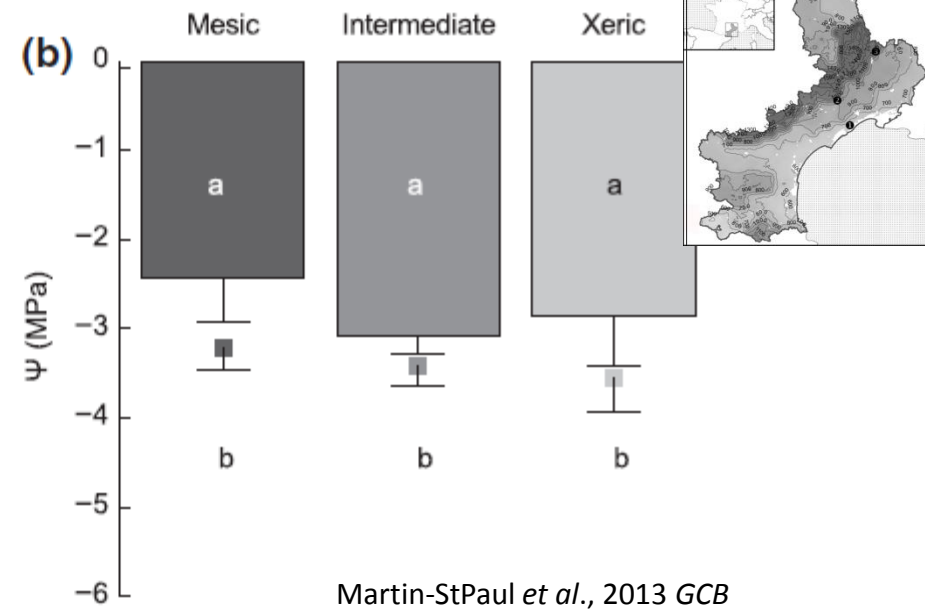 Mesic Intermediate Xeric
(b)
0
−1
a a a
−2
Ψ (MPa)
−3
−4
b b b
−5
−6
Martin-StPaul et al., 2013 GCB